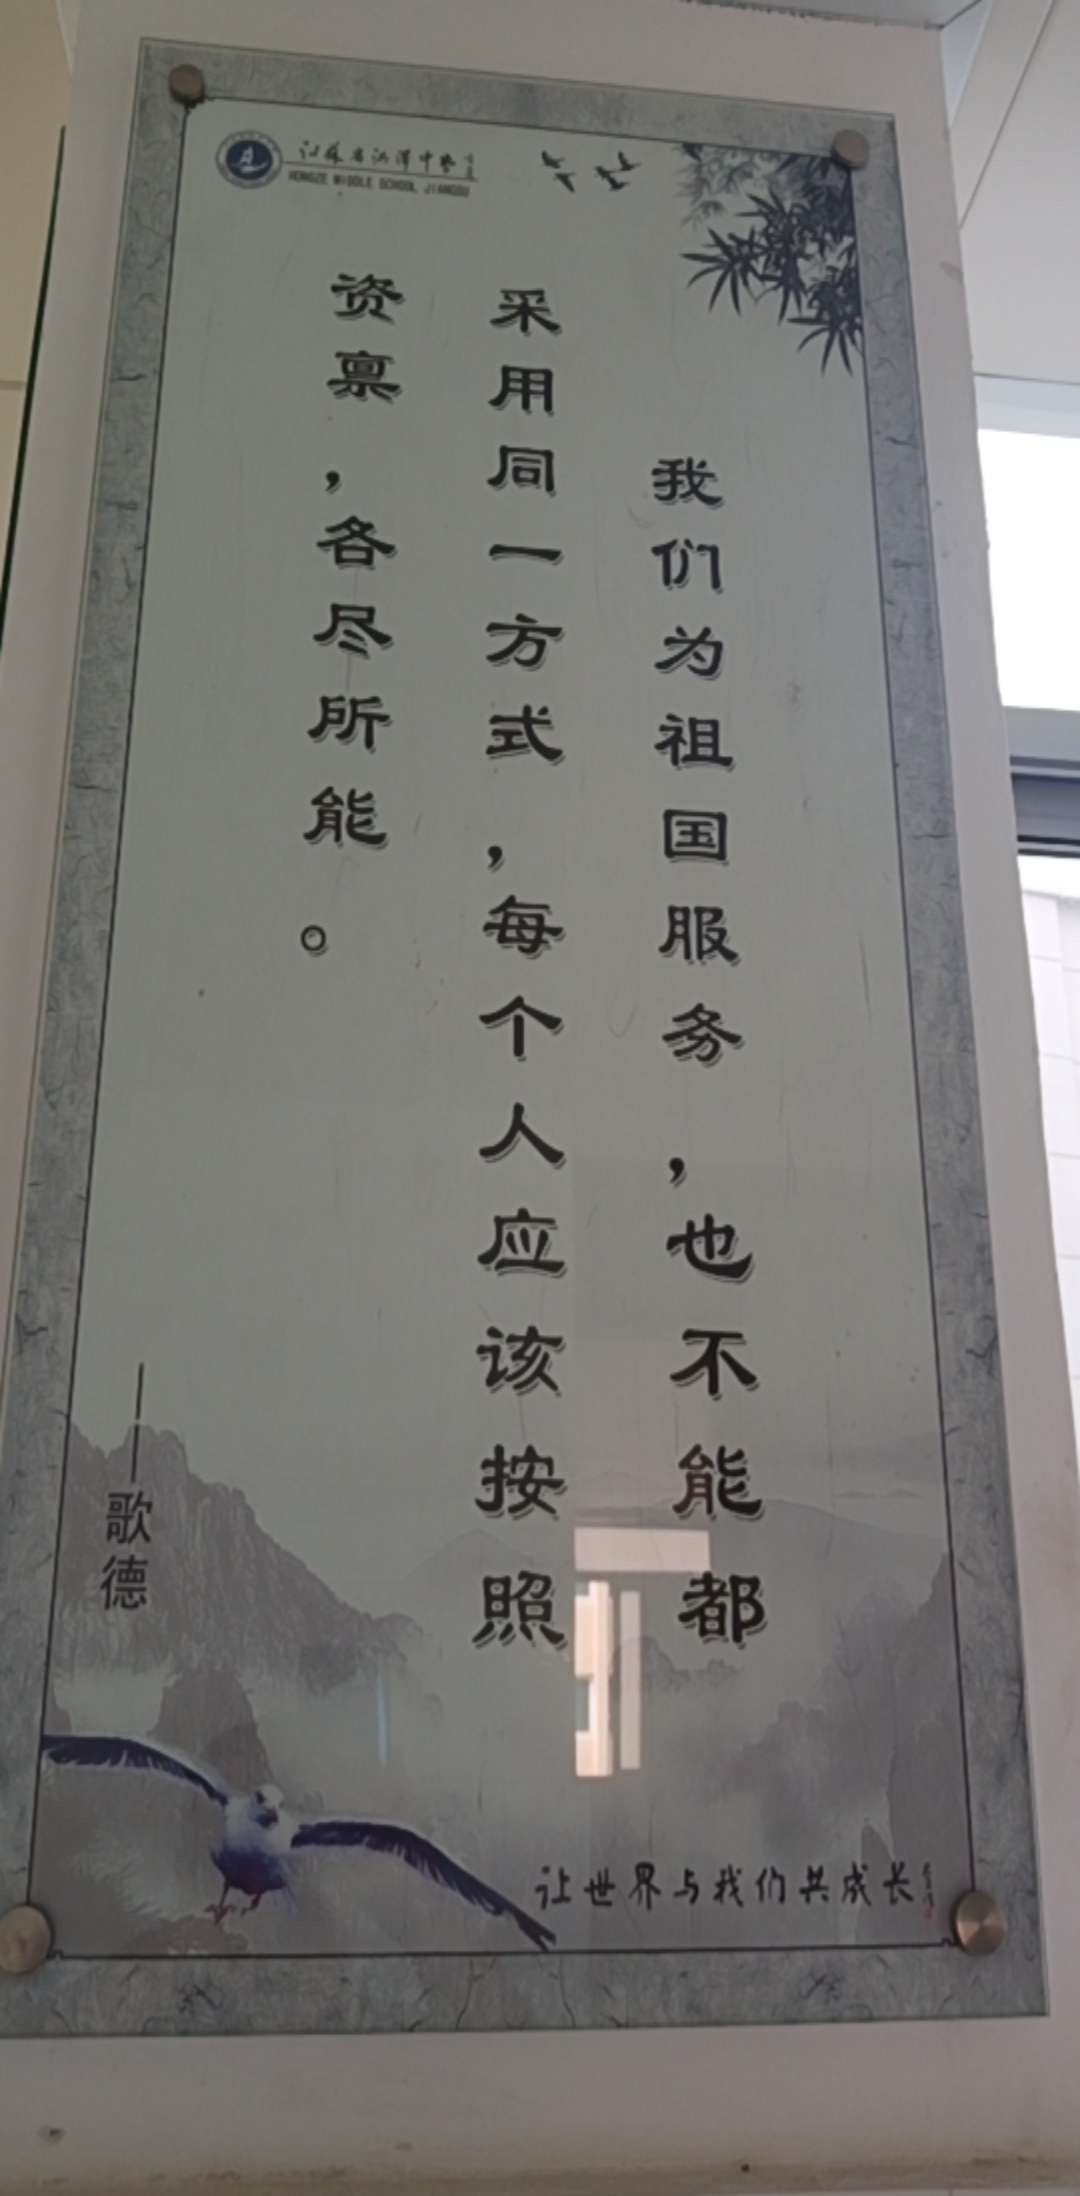 江苏省洪泽中学
HONGZE MIDDLE SCHOOL, JIANGSU
我们为祖国服务,也不能都
采用同一方式,每个人应该按照
资禀,各尽所能。
——歌德
让世界与我们共成长